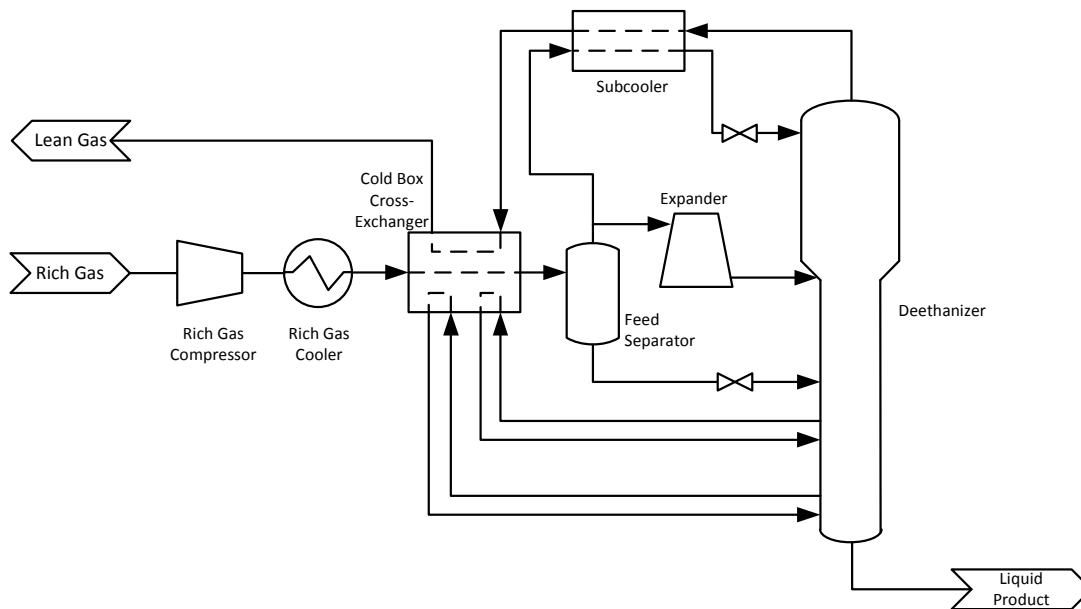 Subcooler
Lean Gas
Cold Box
Cross-
Exchanger
Expander
Rich Gas
Rich Gas
Compressor
Rich Gas
Cooler
Feed
Separator
Deethanizer
Liquid
Product